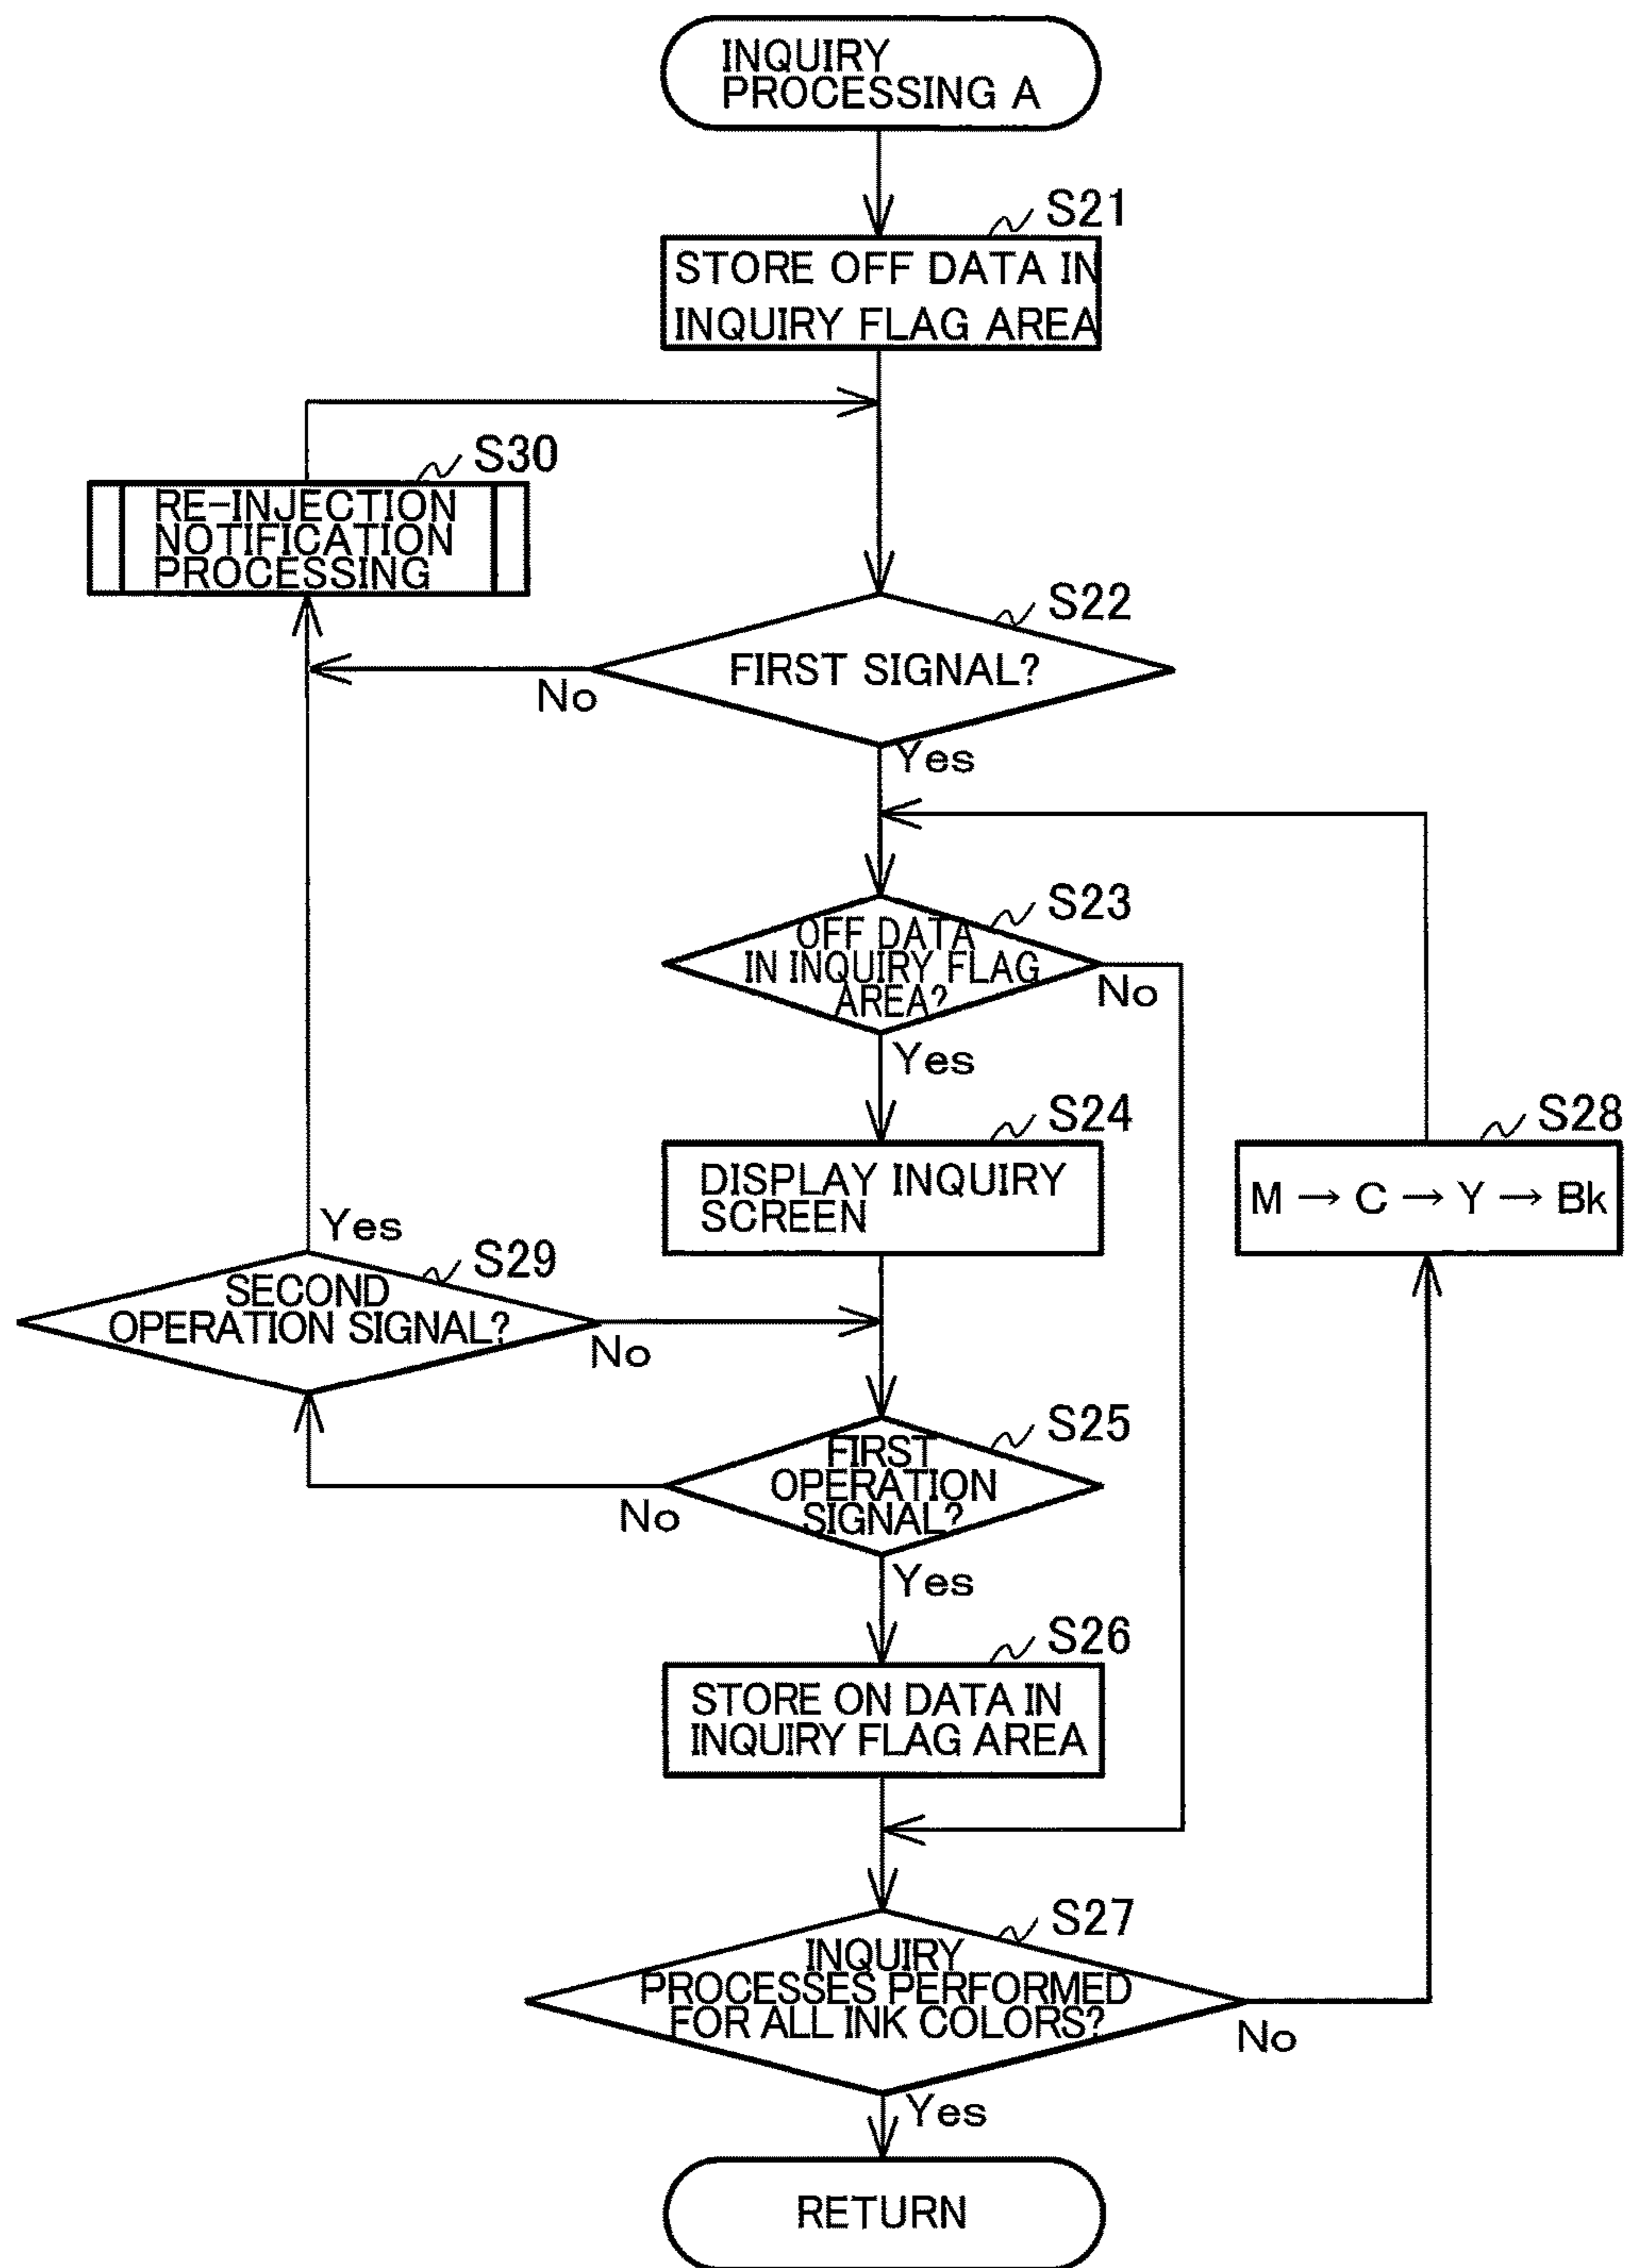 INQUIRY
PROCESSING A
S21
STORE OFF DATA IN
INQUIRY FLAG AREA
S30
RE-INJECTION
NOTIFICATION
PROCESSING
S22
FIRST SIGNAL?
No
Yes
S23
OFF DATA
IN INQUIRY FLAG
AREA?
No
Yes
S24
DISPLAY INQUIRY
SCREEN
S28
M → C → Y → Bk
Yes
S29
SECOND
OPERATION SIGNAL?
No
S25
FIRST
OPERATION
SIGNAL?
No
Yes
S26
STORE ON DATA IN
INQUIRY FLAG AREA
S27
INQUIRY
PROCESSES PERFORMED
FOR ALL INK COLORS?
No
Yes
RETURN